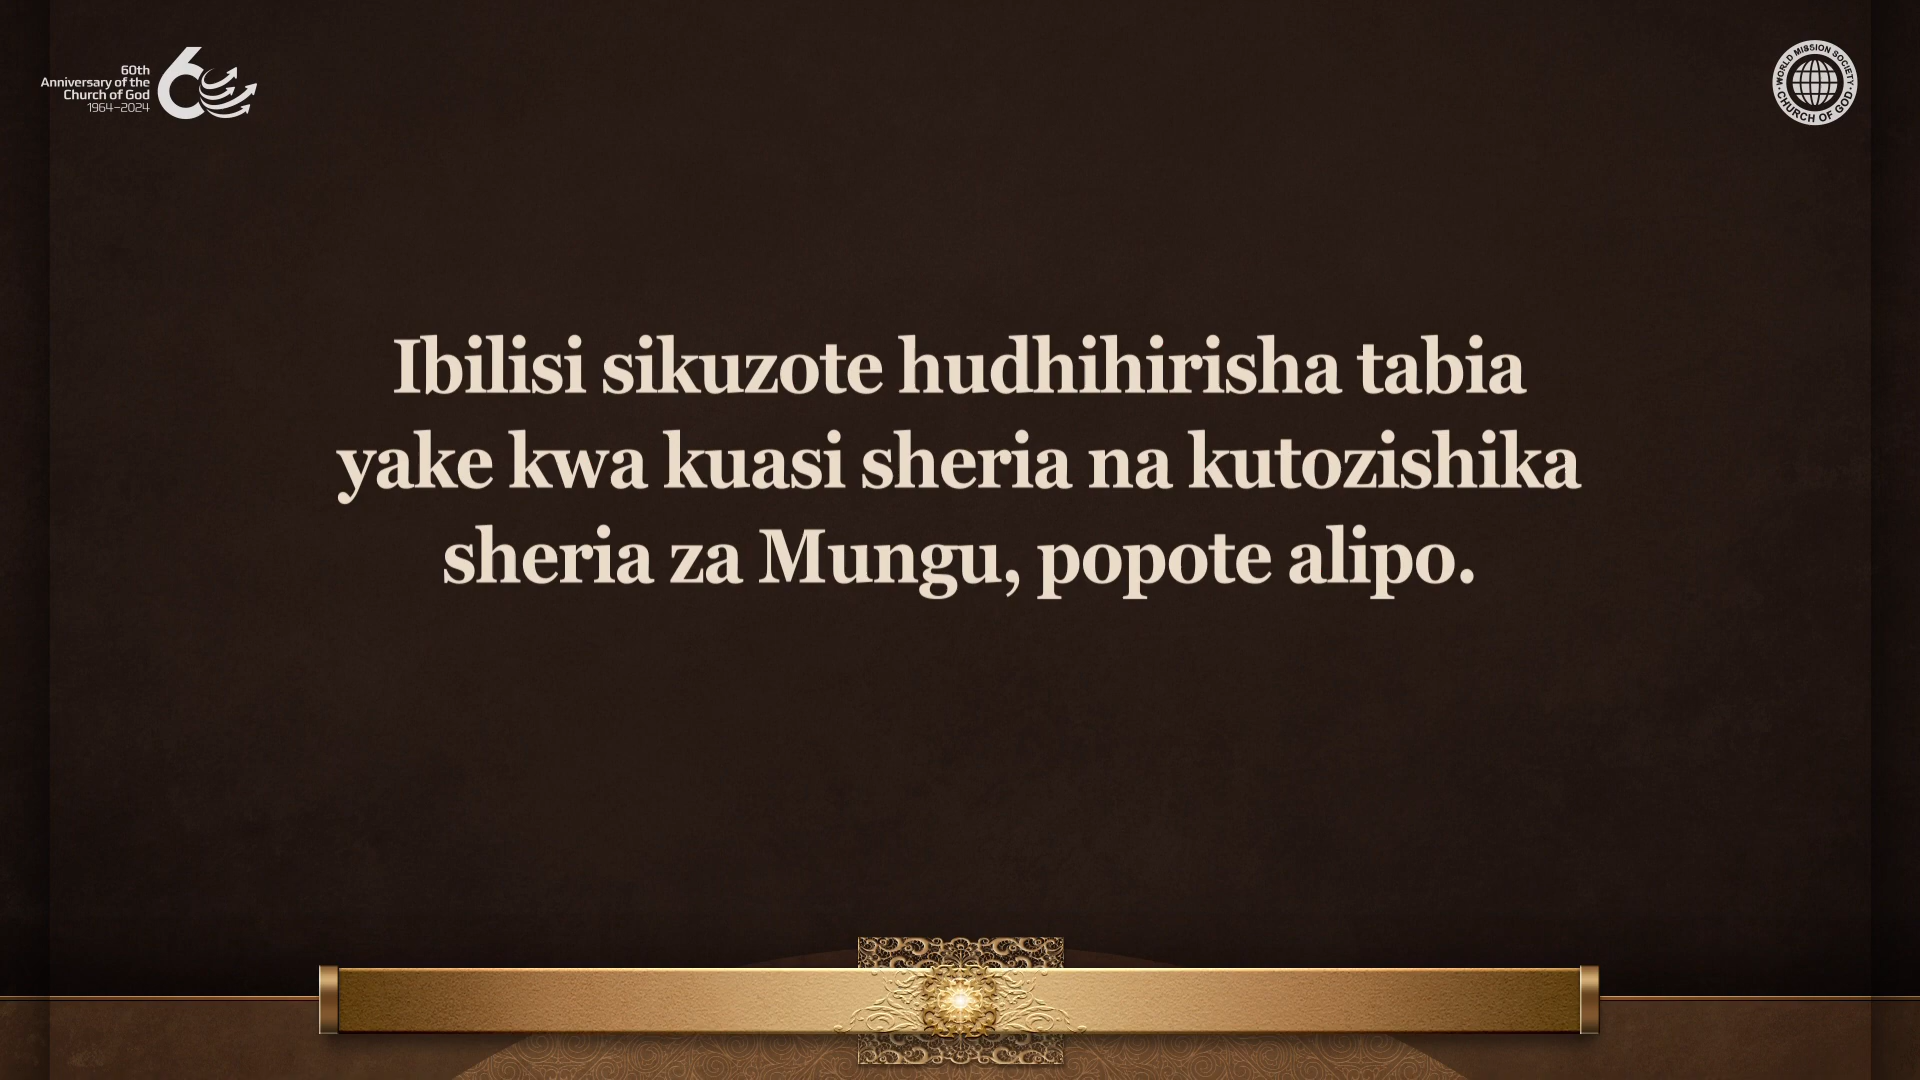 60th
Anniversary of the
Church of God
1964–2024
WORLD MISSION SOCIETY
CHURCH OF GOD
Ibilisi sikuzote hudhihirisha tabia
yake kwa kuasi sheria na kutozishika
sheria za Mungu, popote alipo.